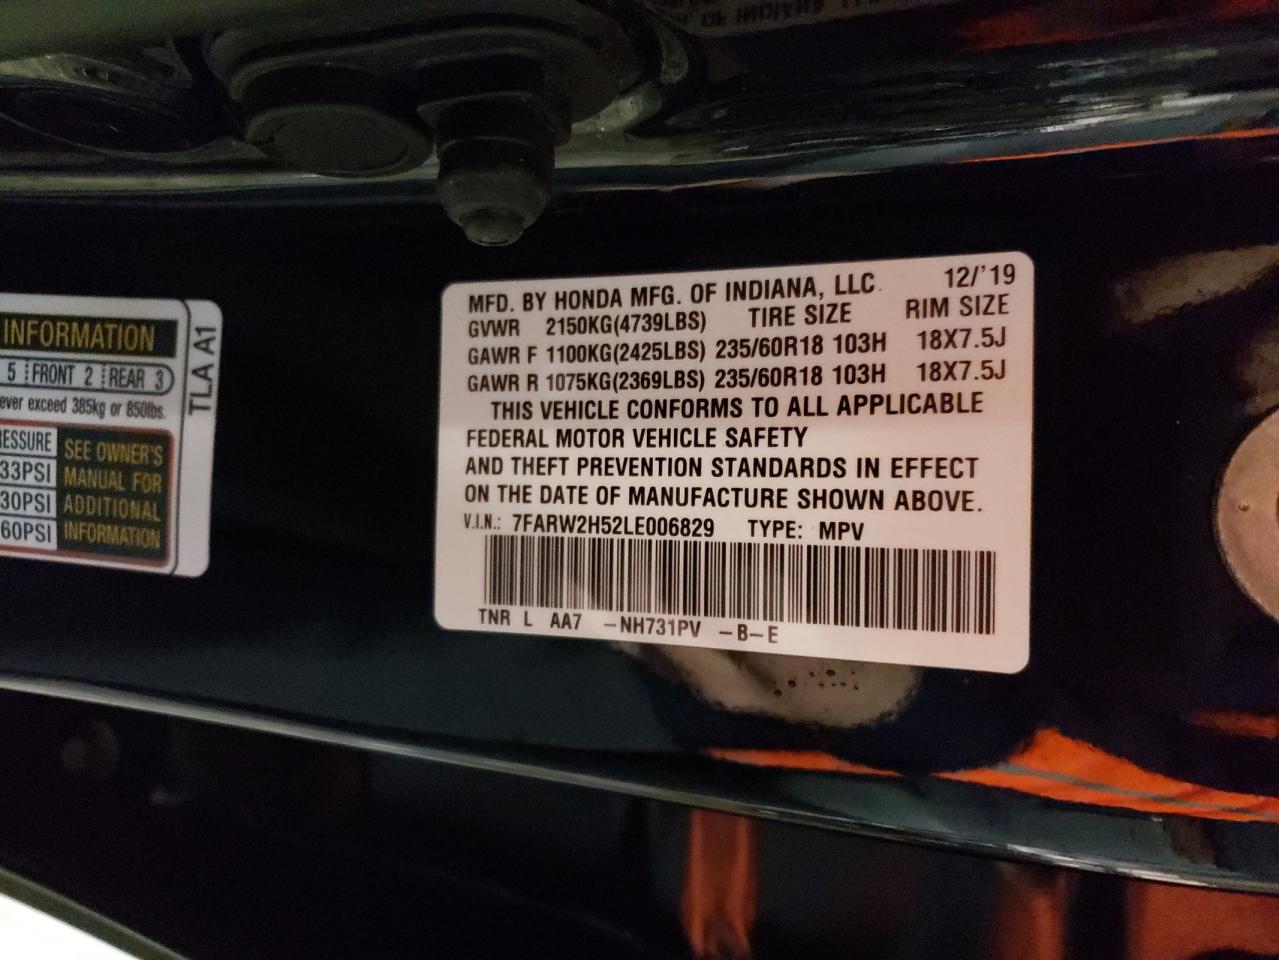 OF INDIANA
INFORMATION
5 FRONT 2 REAR 3
ever exceed 385kg or 850lbs.
ESSURE
33PSI
30PSI
60PSI
SEE OWNER'S
MANUAL FOR
ADDITIONAL
INFORMATION
TLA A1
MFD. BY HONDA MFG. OF INDIANA, LLC. 12/'19
GVWR 2150KG(4739LBS) TIRE SIZE RIM SIZE
GAWR F 1100KG(2425LBS) 235/60R18 103H 18X7.5J
GAWR R 1075KG(2369LBS) 235/60R18 103H 18X7.5J
THIS VEHICLE CONFORMS TO ALL APPLICABLE
FEDERAL MOTOR VEHICLE SAFETY
AND THEFT PREVENTION STANDARDS IN EFFECT
ON THE DATE OF MANUFACTURE SHOWN ABOVE.
V.I.N.: 7FARW2H52LE006829 TYPE: MPV
TNR L AA7 -NH731PV -B-E